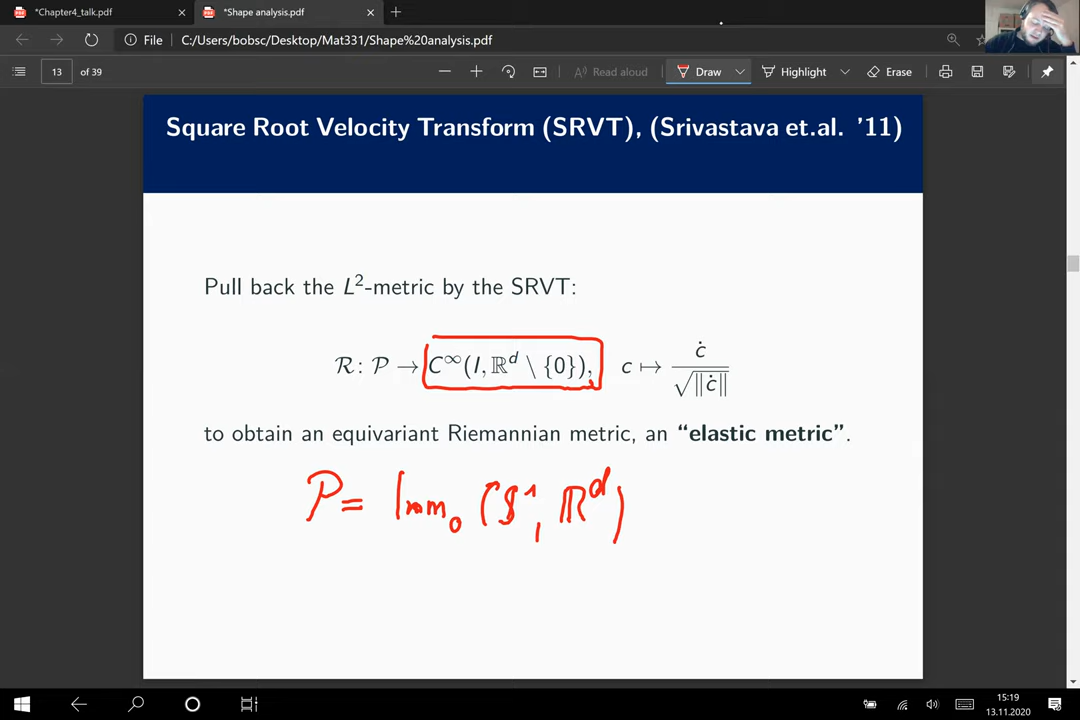 *Chapter4_talk.pdf
*Shape analysis.pdf
File C:/Users/bobsc/Desktop/Mat331/Shape%20analysis.pdf
13 of 39 Read aloud Draw Highlight Erase
Square Root Velocity Transform (SRVT), (Srivastava et.al. '11)
Pull back the L²-metric by the SRVT:
ℛ: 𝒫 → C^∞(I, ℝ^d \ {0}), c ↦ ċ / √‖ċ‖
to obtain an equivariant Riemannian metric, an “elastic metric”.
𝒫 = Imm₀ (S¹, ℝ^d)
15:19
13.11.2020